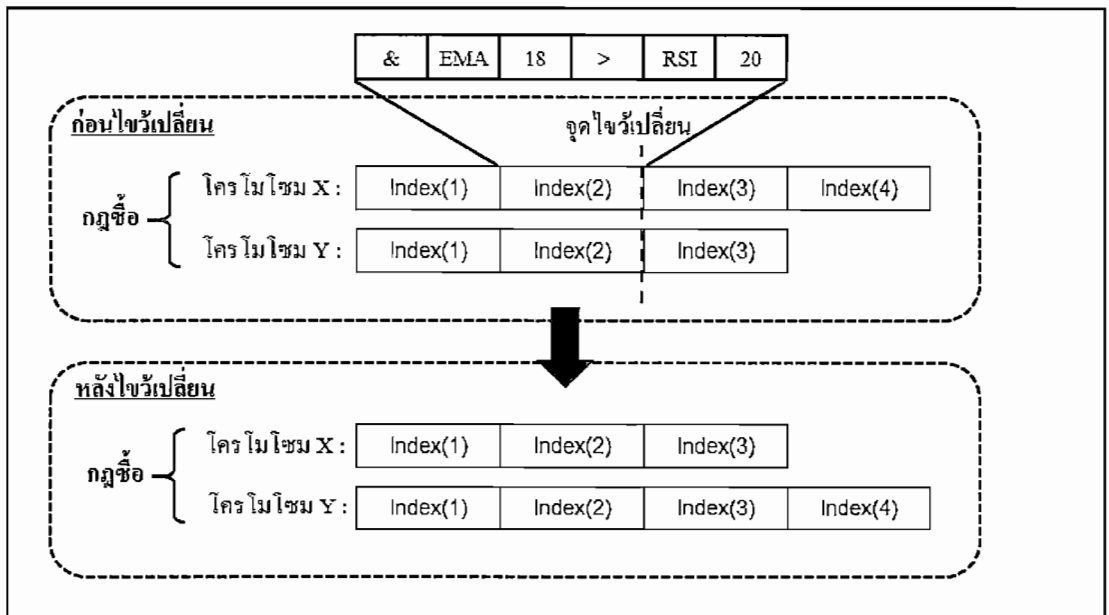 & EMA 18 > RSI 20
ก่อนไขว้เปลี่ยน
จุดไขว้เปลี่ยน
กฎซื้อ
โครโมโซม X : Index(1) Index(2) Index(3) Index(4)
โครโมโซม Y : Index(1) Index(2) Index(3)
หลังไขว้เปลี่ยน
กฎซื้อ
โครโมโซม X : Index(1) Index(2) Index(3)
โครโมโซม Y : Index(1) Index(2) Index(3) Index(4)